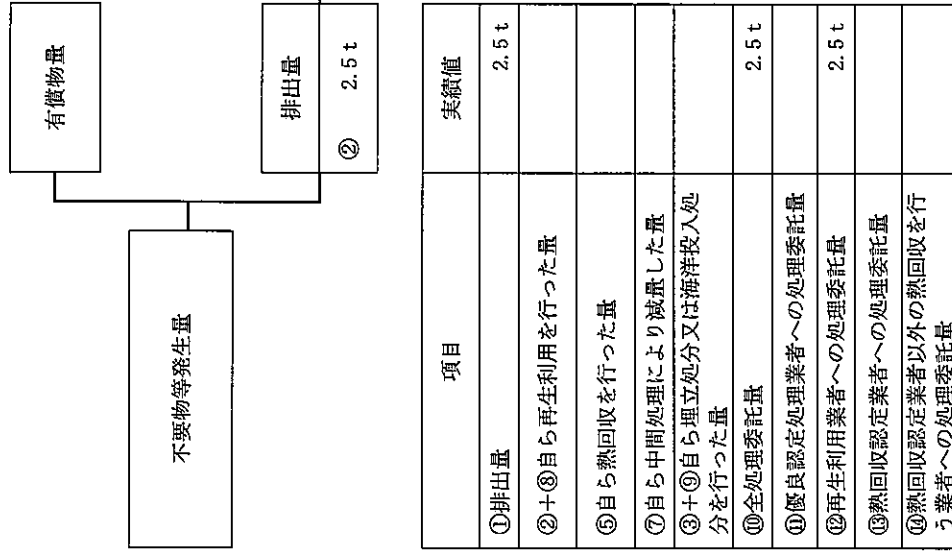 有償物量
不要物等発生量
排出量
② 2.5t
項目 実績値
①排出量 2.5t
②+⑧自ら再生利用を行った量
⑤自ら熱回収を行った量
⑦自ら中間処理により減量した量
③+⑨自ら埋立処分又は海洋投入処
分を行った量
⑩全処理委託量 2.5t
⑪優良認定処理業者への処理委託量
⑫再生利用業者への処理委託量 2.5t
⑬熱回収認定業者への処理委託量
⑭熱回収認定業者以外の熱回収を行
う業者への処理委託量